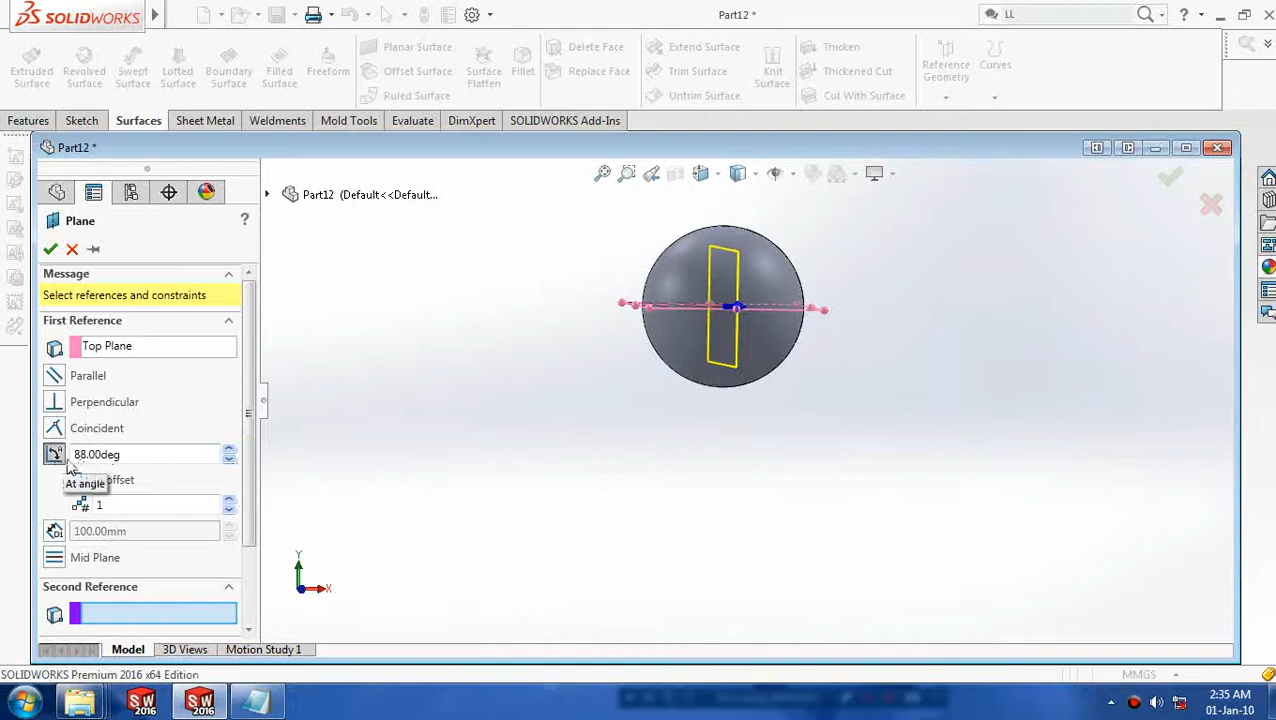 SOLIDWORKS
Part12 *
LL
?
Extruded Surface
Revolved Surface
Swept Surface
Lofted Surface
Boundary Surface
Filled Surface
Freeform
Planar Surface
Offset Surface
Ruled Surface
Surface Flatten
Fillet
Delete Face
Replace Face
Extend Surface
Trim Surface
Untrim Surface
Knit Surface
Thicken
Thickened Cut
Cut With Surface
Reference Geometry
Curves
Features
Sketch
Surfaces
Sheet Metal
Weldments
Mold Tools
Evaluate
DimXpert
SOLIDWORKS Add-Ins
Part12 *
Part12 (Default<<Default...
Plane
?
Message
Select references and constraints
First Reference
Top Plane
Parallel
Perpendicular
Coincident
88.00deg
offset
At angle
1
100.00mm
Mid Plane
Second Reference
Y
X
Model
3D Views
Motion Study 1
SOLIDWORKS Premium 2016 x64 Edition
MMGS
SW 2016
SW 2016
2:35 AM
01-Jan-10